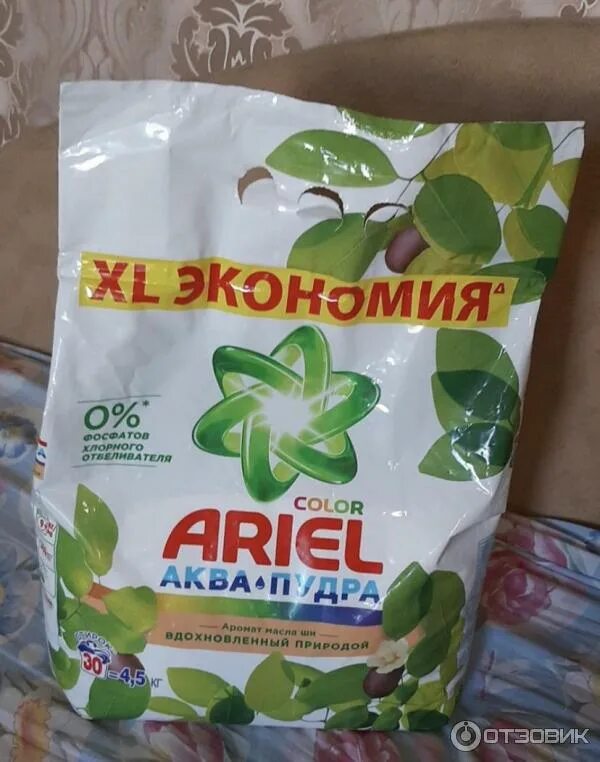 XL ЭКОНОМИЯ
0%*
ФОСФАТОВ
ХЛОРНОГО
ОТБЕЛИВАТЕЛЯ
COLOR
ARIEL
АКВА ПУДРА
Аромат масла ши
ВДОХНОВЛЕННЫЙ ПРИРОДОЙ
30
=4,5 кг
ОТЗОВИК